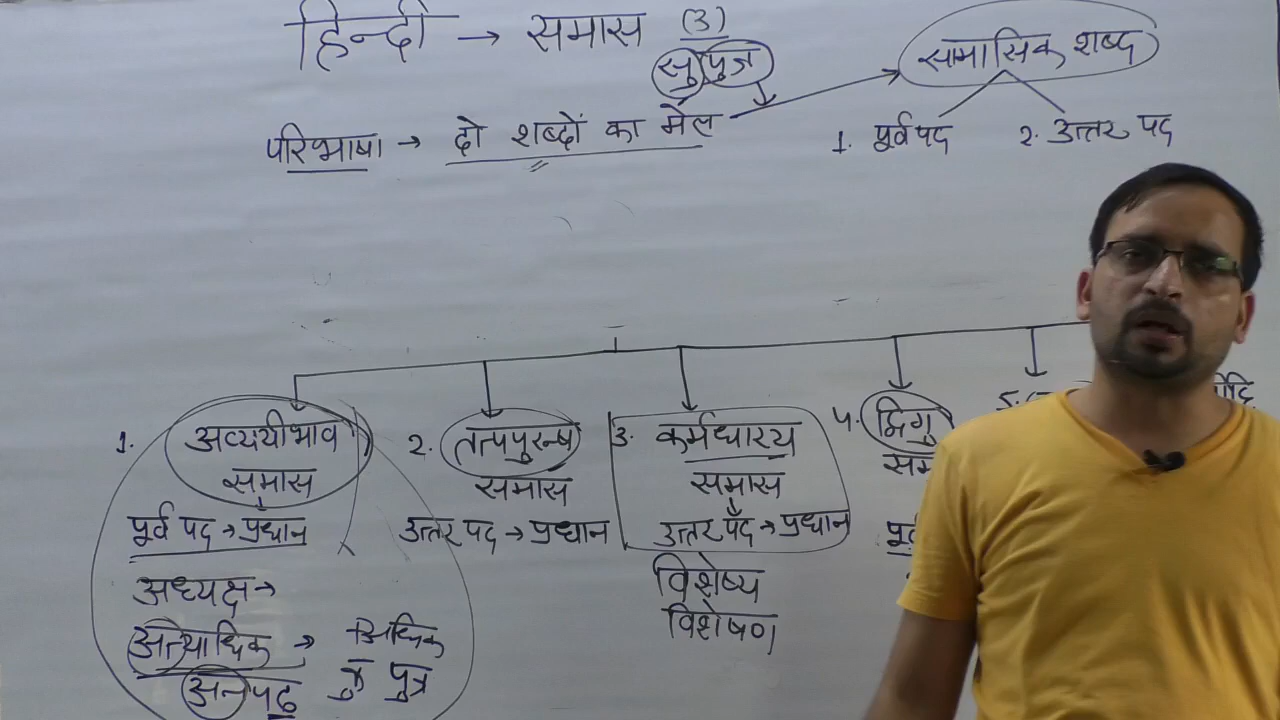 हिन्दी → समास (3)
सुपुत्र
सामासिक शब्द
परिभाषा → दो शब्दों का मेल
1. पूर्वपद 2. उत्तर पद
1. अव्ययीभाव समास
पूर्व पद → प्रधान
अध्यक्ष →
अत्याधिक → अधिक
अनपढ़ पुत्र
2. तत्पपुरुष समास
उत्तर पद → प्रधान
3. कर्मधारय समास
उत्तर पद → प्रधान
विशेष्य
विशेषण
4. द्विगु
5.